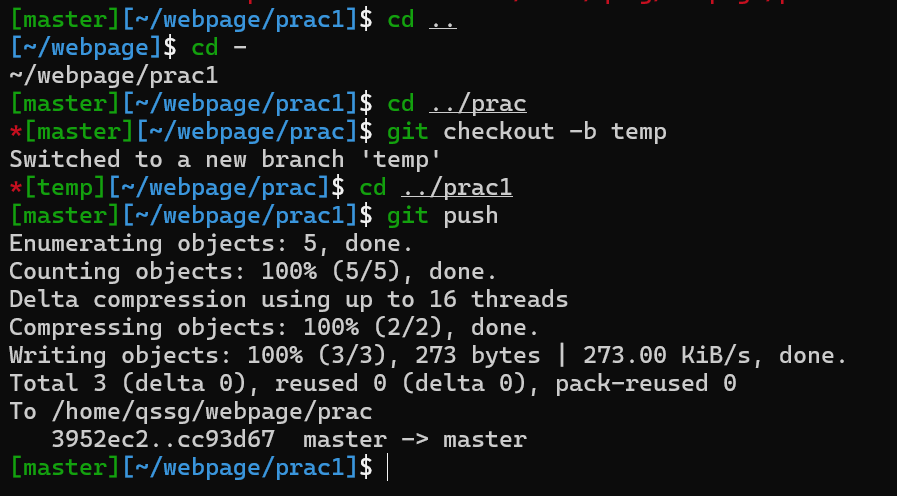 [master][~/webpage/prac1]$ cd ..
[~/webpage]$ cd -
~/webpage/prac1
[master][~/webpage/prac1]$ cd ../prac
*[master][~/webpage/prac1]$ git checkout -b temp
Switched to a new branch 'temp'
*[temp][~/webpage/prac1]$ cd ../prac1
[master][~/webpage/prac1]$ git push
Enumerating objects: 5, done.
Counting objects: 100% (5/5), done.
Delta compression using up to 16 threads
Compressing objects: 100% (2/2), done.
Writing objects: 100% (3/3), 273 bytes | 273.00 KiB/s, done.
Total 3 (delta 0), reused 0 (delta 0), pack-reused 0
To /home/qssg/webpage/prac
   3952ec2..cc93d67  master -> master
[master][~/webpage/prac1]$